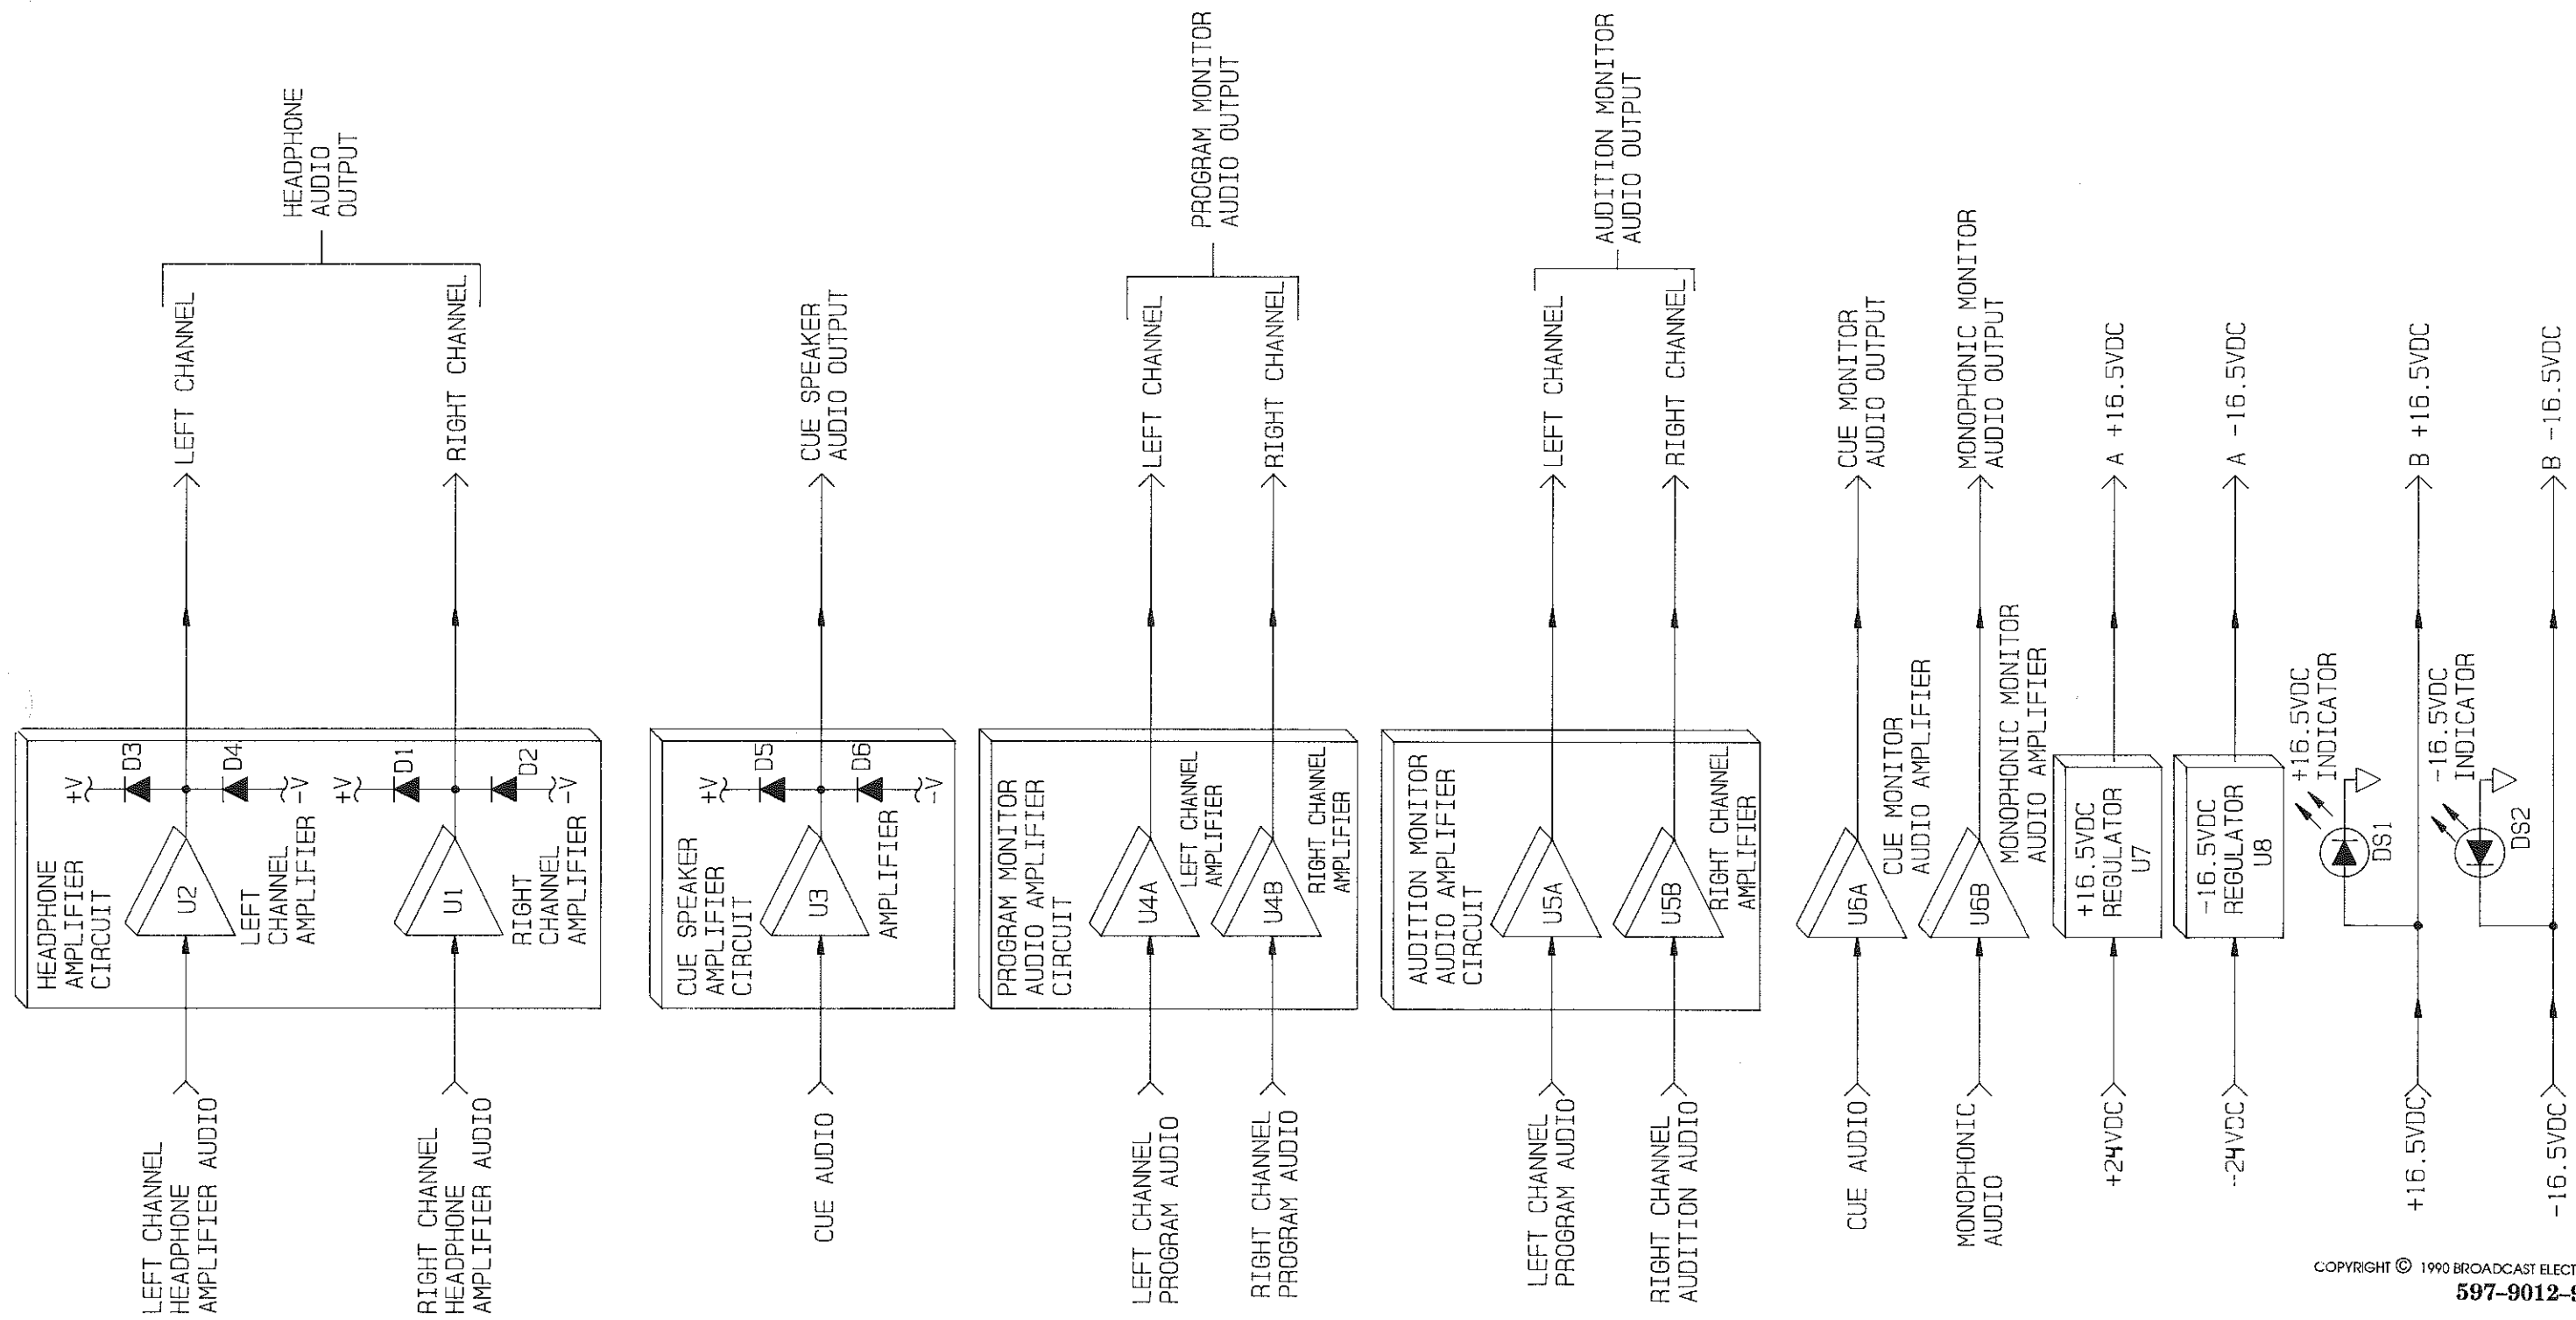 LEFT CHANNEL
HEADPHONE
AMPLIFIER AUDIO
HEADPHONE
AMPLIFIER
CIRCUIT
U2
LEFT
CHANNEL
AMPLIFIER
+V
D3
D4
-V
LEFT CHANNEL
HEADPHONE
AUDIO
OUTPUT
RIGHT CHANNEL
HEADPHONE
AMPLIFIER AUDIO
U1
RIGHT
CHANNEL
AMPLIFIER
+V
D1
D2
-V
RIGHT CHANNEL
CUE AUDIO
CUE SPEAKER
AMPLIFIER
CIRCUIT
U3
AMPLIFIER
+V
D5
D6
-V
CUE SPEAKER
AUDIO OUTPUT
LEFT CHANNEL
PROGRAM AUDIO
PROGRAM MONITOR
AUDIO AMPLIFIER
CIRCUIT
U4A
LEFT CHANNEL
AMPLIFIER
LEFT CHANNEL
PROGRAM MONITOR
AUDIO OUTPUT
RIGHT CHANNEL
PROGRAM AUDIO
U4B
RIGHT CHANNEL
AMPLIFIER
RIGHT CHANNEL
LEFT CHANNEL
PROGRAM AUDIO
AUDITION MONITOR
AUDIO AMPLIFIER
CIRCUIT
U5A
LEFT CHANNEL
AUDITION MONITOR
AUDIO OUTPUT
RIGHT CHANNEL
AUDITION AUDIO
U5B
RIGHT CHANNEL
AMPLIFIER
RIGHT CHANNEL
CUE AUDIO
U6A
CUE MONITOR
AUDIO AMPLIFIER
CUE MONITOR
AUDIO OUTPUT
MONOPHONIC
AUDIO
U6B
MONOPHONIC MONITOR
AUDIO AMPLIFIER
MONOPHONIC MONITOR
AUDIO OUTPUT
+24VDC
+16.5VDC
REGULATOR
U7
A +16.5VDC
-24VDC
-16.5VDC
REGULATOR
U8
A -16.5VDC
+16.5VDC
DS1
+16.5VDC
INDICATOR
B +16.5VDC
-16.5VDC
DS2
-16.5VDC
INDICATOR
B -16.5VDC
COPYRIGHT © 1990 BROADCAST ELECT
597-9012-9